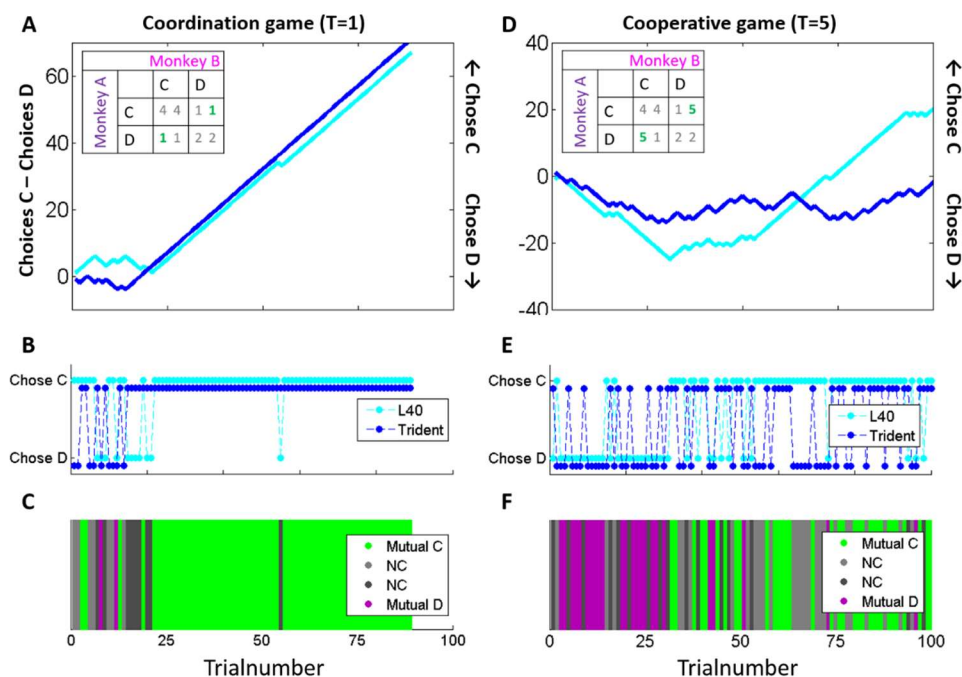 A
Coordination game (T=1)
Choices C – Choices D
60
40
20
0
Monkey B
Monkey A
C D
C 4 4 1 1
D 1 1 2 2
← Chose D Chose C →
D
Cooperative game (T=5)
40
20
0
-20
-40
Monkey B
Monkey A
C D
C 4 4 1 5
D 5 1 2 2
← Chose D Chose C →
B
Chose C
Chose D
L40
Trident
E
Chose C
Chose D
L40
Trident
C
Mutual C
NC
NC
Mutual D
0 25 50 75 100
Trialnumber
F
Mutual C
NC
NC
Mutual D
0 25 50 75 100
Trialnumber